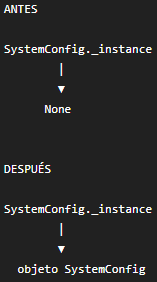 ANTES
SystemConfig._instance
|
▼
None
DESPUÉS
SystemConfig._instance
|
▼
objeto SystemConfig